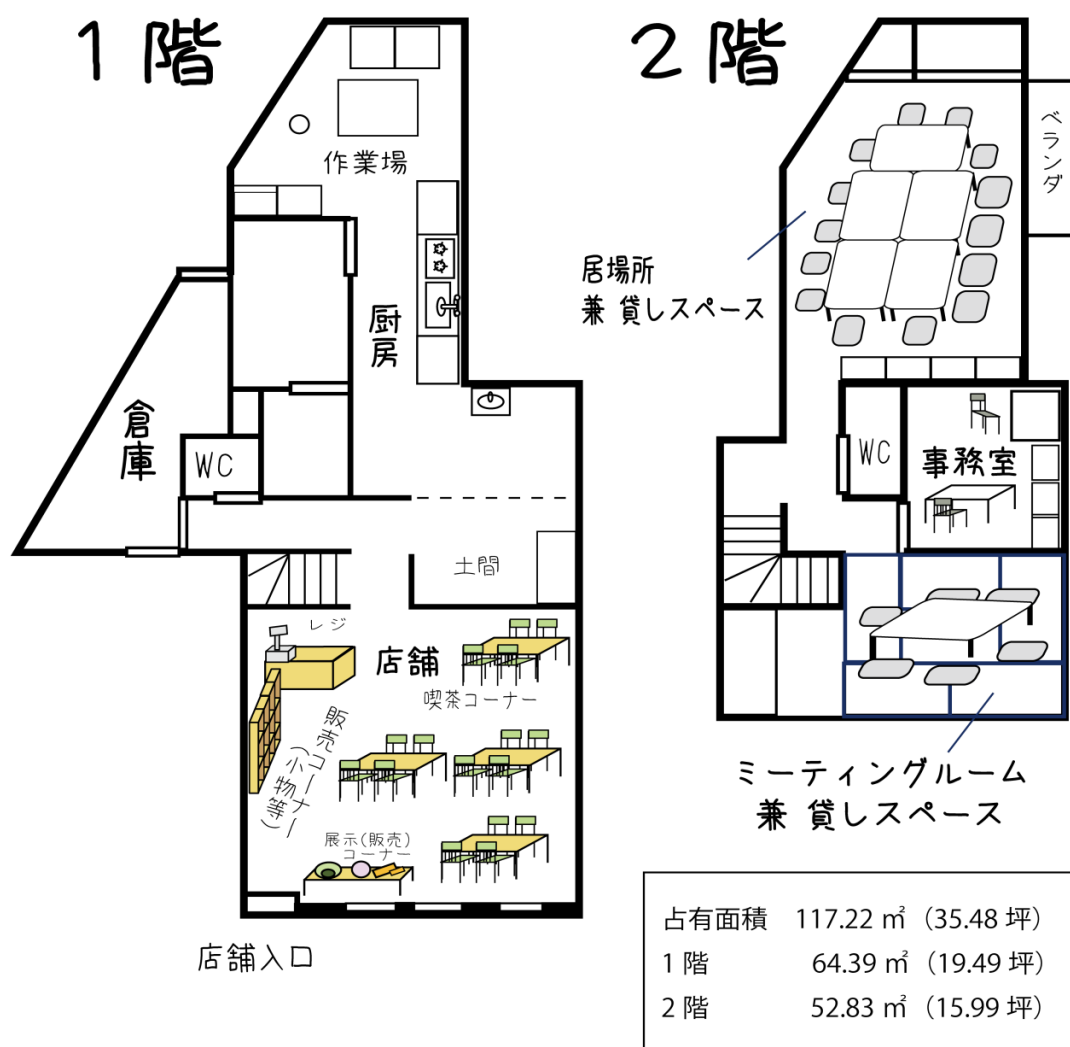 1階
作業場
厨房
倉庫
WC
土間
レジ
店舗
喫茶コーナー
販売コーナー
(小物等)
展示(販売)
コーナー
店舗入口
2階
ベランダ
居場所
兼 貸しスペース
WC
事務室
ミーティングルーム
兼 貸しスペース
占有面積 117.22 ㎡(35.48 坪)
1 階 64.39 ㎡(19.49 坪)
2 階 52.83 ㎡(15.99 坪)